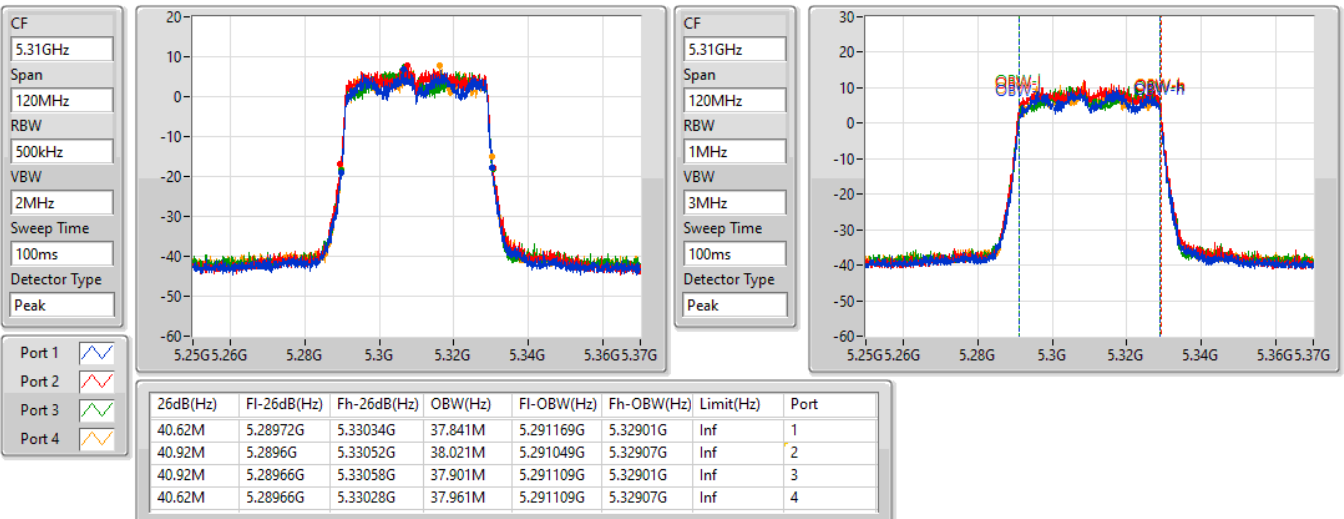 CF
5.31GHz
Span
120MHz
RBW
500kHz
VBW
2MHz
Sweep Time
100ms
Detector Type
Peak
20
10
0
-10
-20
-30
-40
-50
-60
5.25G 5.26G 5.28G 5.3G 5.32G 5.34G 5.36G 5.37G
CF
5.31GHz
Span
120MHz
RBW
1MHz
VBW
3MHz
Sweep Time
100ms
Detector Type
Peak
30
20
10
0
-10
-20
-30
-40
-50
-60
OBW-l OBW-h
5.25G 5.26G 5.28G 5.3G 5.32G 5.34G 5.36G 5.37G
Port 1
Port 2
Port 3
Port 4
26dB(Hz) Fl-26dB(Hz) Fh-26dB(Hz) OBW(Hz) Fl-OBW(Hz) Fh-OBW(Hz) Limit(Hz) Port
40.62M 5.28972G 5.33034G 37.841M 5.291169G 5.32901G Inf 1
40.92M 5.2896G 5.33052G 38.021M 5.291049G 5.32907G Inf 2
40.92M 5.28966G 5.33058G 37.901M 5.291109G 5.32901G Inf 3
40.62M 5.28966G 5.33028G 37.961M 5.291109G 5.32907G Inf 4